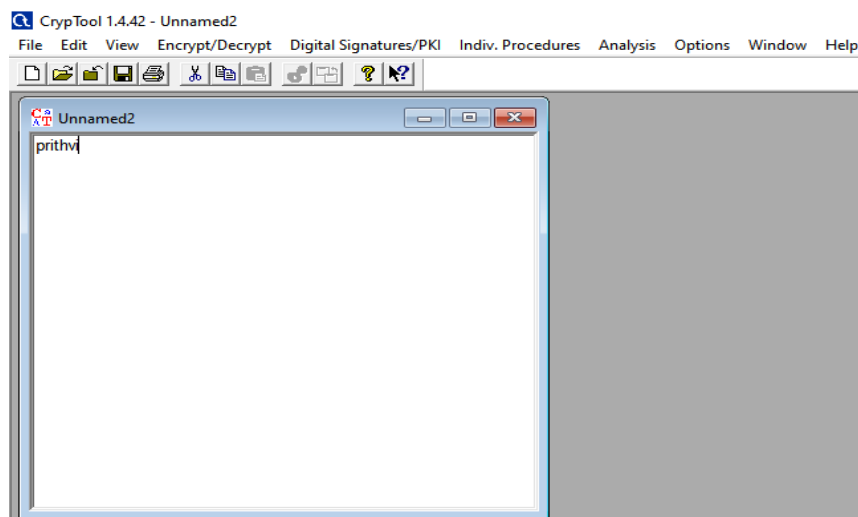 CrypTool 1.4.42 - Unnamed2
File Edit View Encrypt/Decrypt Digital Signatures/PKI Indiv. Procedures Analysis Options Window Help
Unnamed2
prithvi